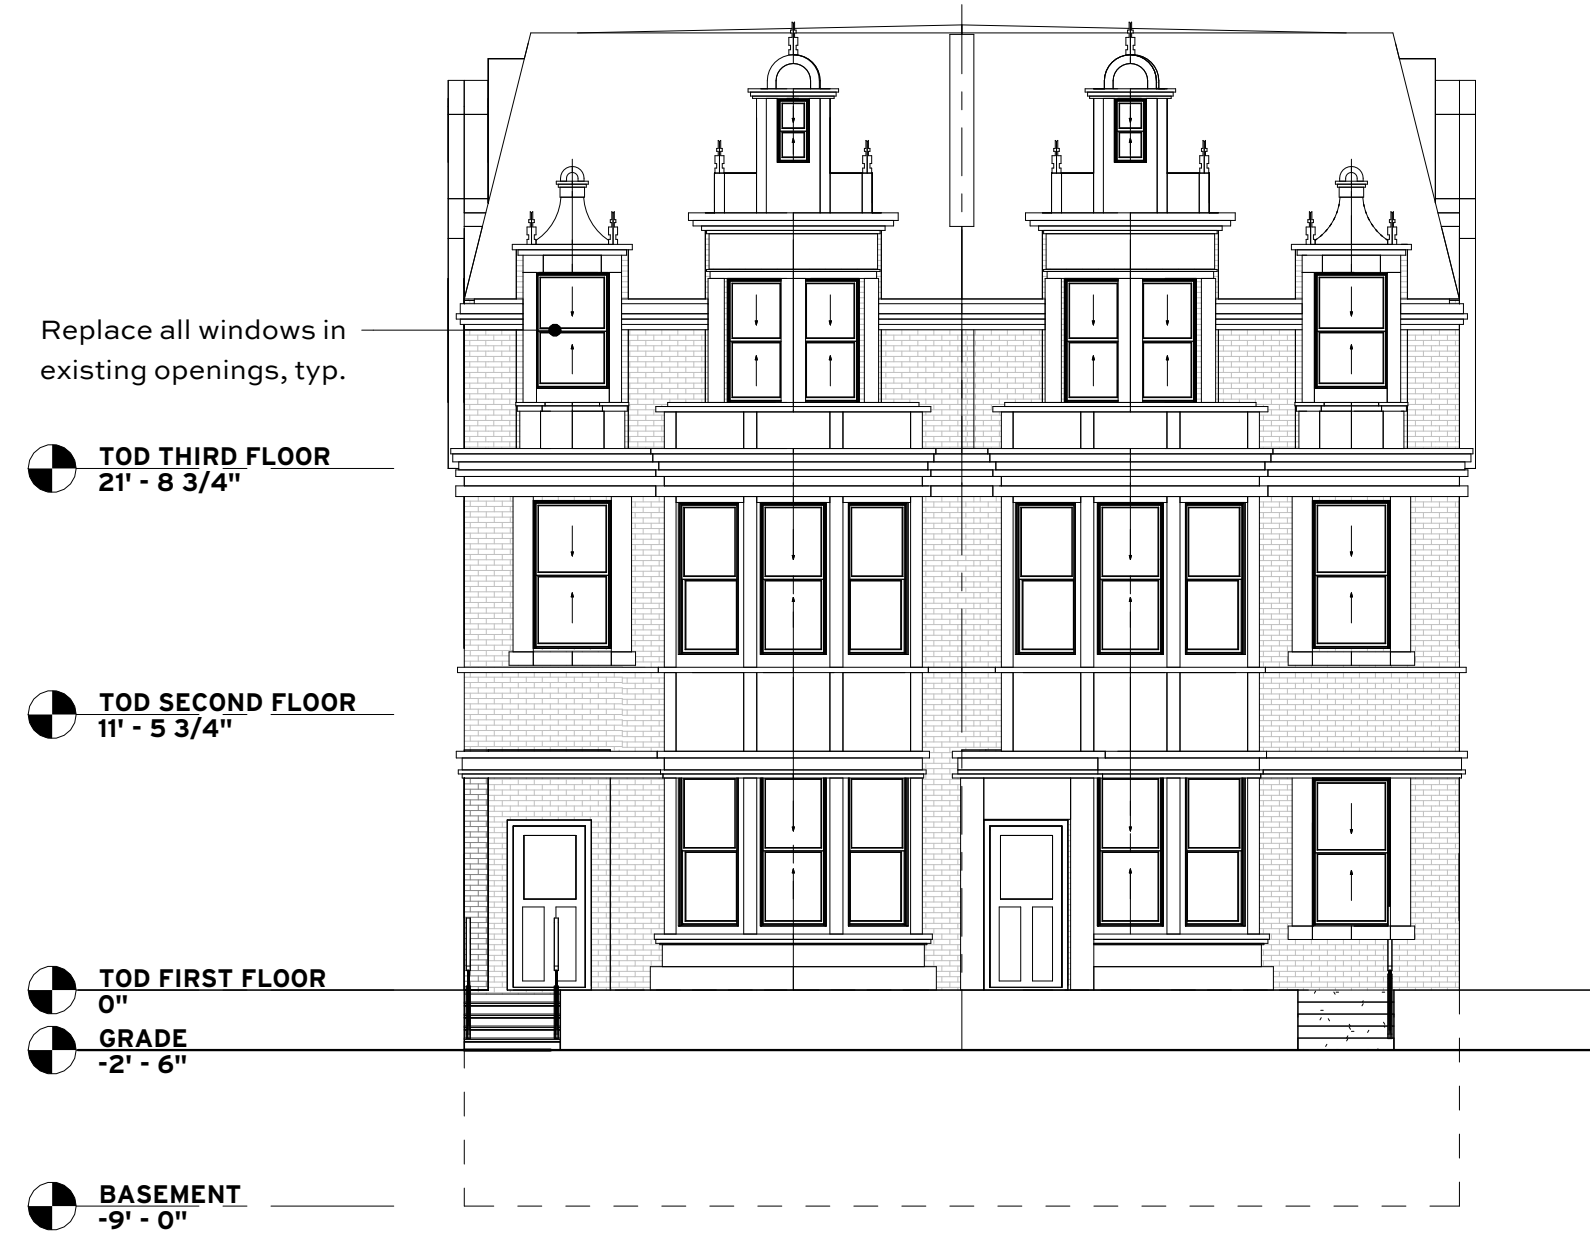 Replace all windows in
existing openings, typ.
TOD THIRD FLOOR
21' - 8 3/4"
TOD SECOND FLOOR
11' - 5 3/4"
TOD FIRST FLOOR
0"
GRADE
-2' - 6"
BASEMENT
-9' - 0"